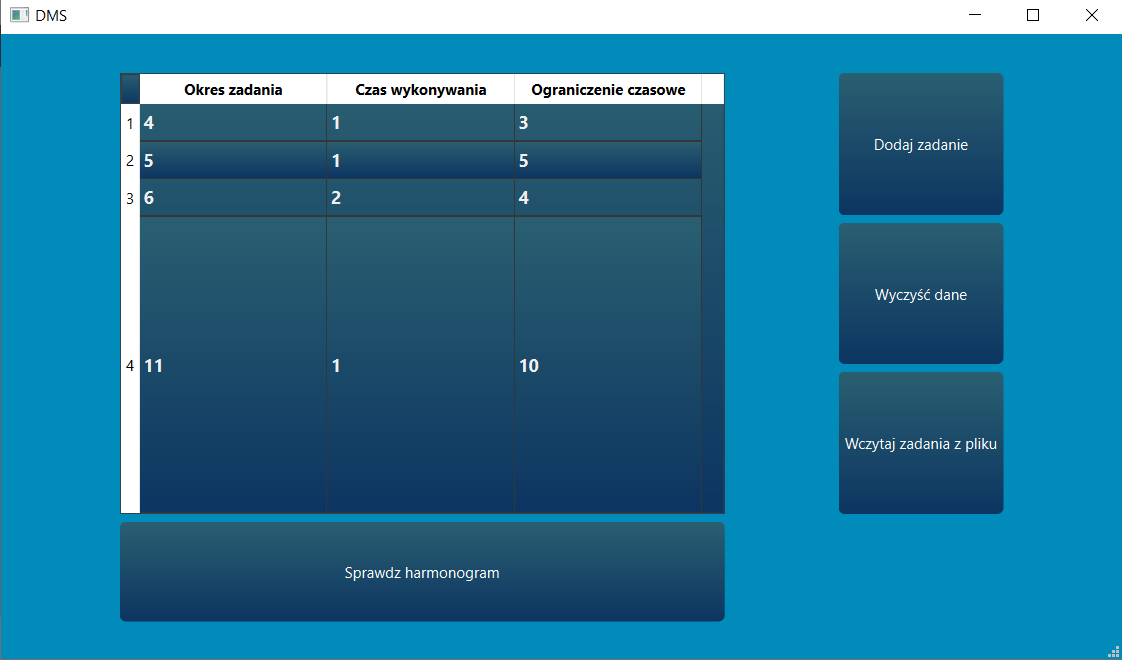 DMS
Okres zadania Czas wykonywania Ograniczenie czasowe
1 4 1 3
2 5 1 5
3 6 2 4
4 11 1 10
Dodaj zadanie
Wyczyść dane
Wczytaj zadania z pliku
Sprawdz harmonogram